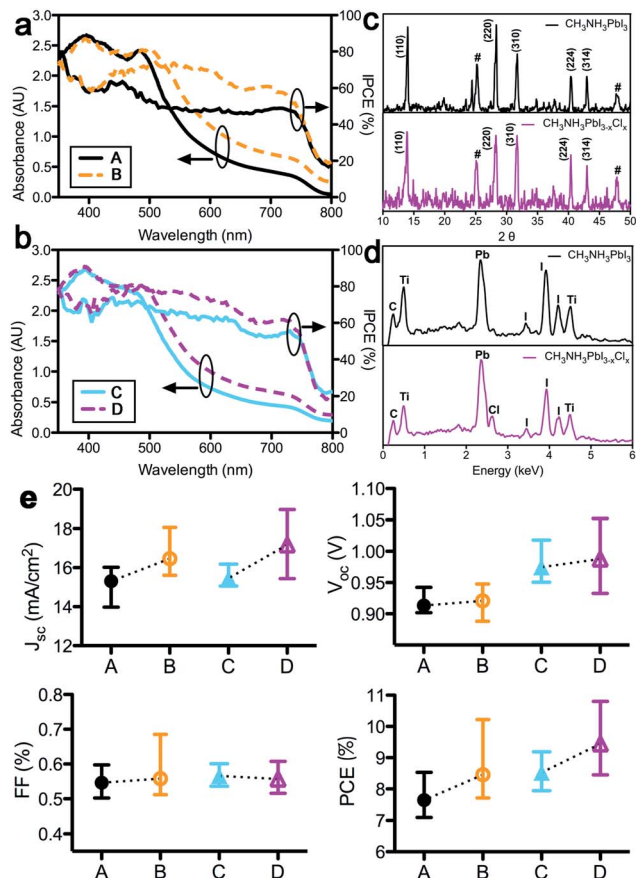 a
Absorbance (AU)
3.0
2.5
2.0
1.5
1.0
0.5
0.0
A
B
400
500
600
700
800
Wavelength (nm)
100
80
60
40
20
0
IPCE (%)
b
Absorbance (AU)
3.0
2.5
2.0
1.5
1.0
0.5
0.0
C
D
400
500
600
700
800
Wavelength (nm)
100
80
60
40
20
0
IPCE (%)
c
CH3NH3PbI3
(110)
#
(220)
(310)
(224)
(314)
#
CH3NH3PbI3-xClx
(110)
#
(220)
(310)
(224)
(314)
#
10 15 20 25 30 35 40 45 50
2 θ
d
CH3NH3PbI3
C
Ti
Pb
I
I
I
Ti
CH3NH3PbI3-xClx
C
Ti
Pb
Cl
I
I
I
Ti
0 1 2 3 4 5 6
Energy (keV)
e
Jsc (mA/cm2)
20
18
16
14
12
A B C D
Voc (V)
1.10
1.05
1.00
0.95
0.90
A B C D
FF (%)
0.8
0.7
0.6
0.5
0.4
A B C D
PCE (%)
11
10
9
8
7
6
A B C D